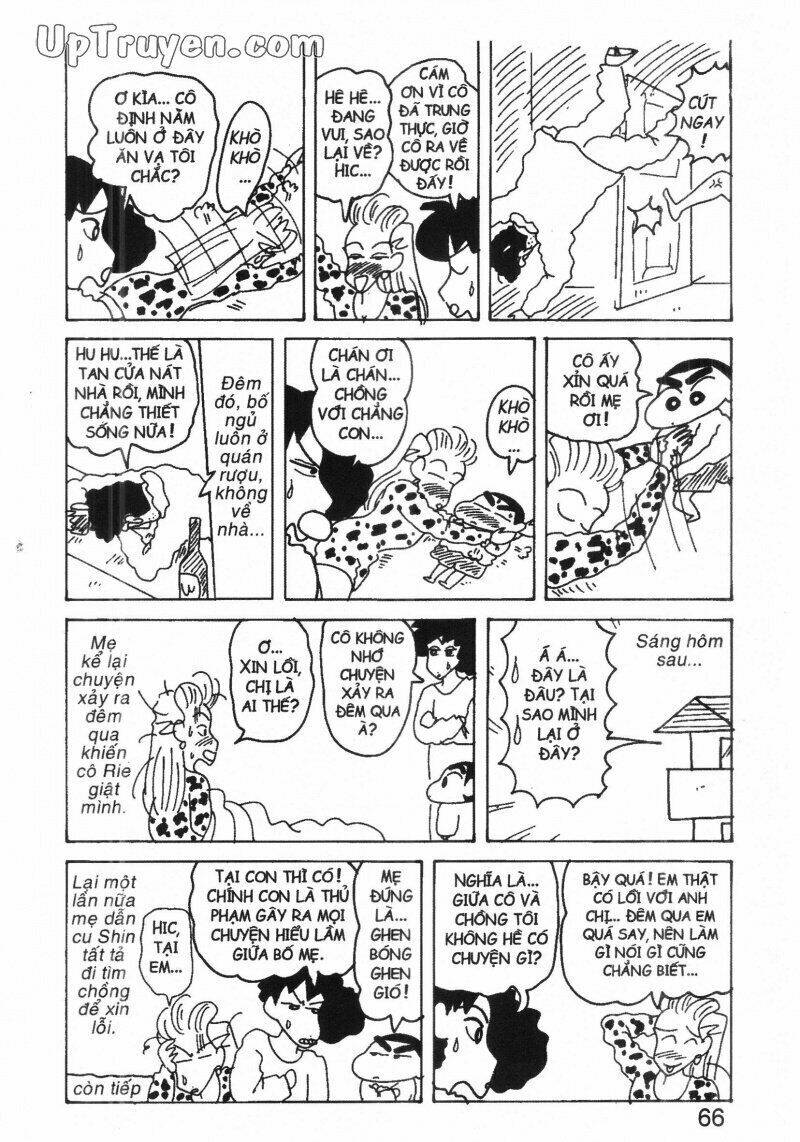 UpTruyen.com
CÚT
NGAY
!
CÁM
ƠN VÌ CÔ
ĐÃ TRUNG
THỰC, GIỜ
CÔ RA VỀ
ĐƯỢC RỒI
ĐẤY!
HÊ HÊ...
ĐANG
VUI, SAO
LẠI VỀ?
HIC...
KHÒ
KHÒ
...
Ơ KÌA... CÔ
ĐỊNH NẰM
LUÔN Ở ĐÂY
ĂN VẠ TÔI
CHẮC?
CÔ ẤY
XỈN QUÁ
RỒI MẸ
ƠI!
KHÒ
KHÒ
...
CHÁN ƠI
LÀ CHÁN...
CHỒNG
VỚI CHẲNG
CON...
Đêm
đó, bố
ngủ
luôn ở
quán
rượu,
không
về
nhà...
HU HU...THẾ LÀ
TAN CỬA NÁT
NHÀ RỒI, MÌNH
CHẲNG THIẾT
SỐNG NỮA!
Sáng hôm
sau...
Á Á...
ĐÂY LÀ
ĐÂU? TẠI
SAO MÌNH
LẠI Ở
ĐÂY?
CÔ KHÔNG
NHỚ
CHUYỆN
XẢY RA
ĐÊM QUA
À?
Ơ...
XIN LỖI,
CHỊ LÀ
AI THẾ?
Mẹ
kể lại
chuyện
xảy ra
đêm
qua
khiến
cô Rie
giật
mình.
BẬY QUÁ! EM THẬT
CÓ LỖI VỚI ANH
CHỊ... ĐÊM QUA EM
QUÁ SAY, NÊN LÀM
GÌ NÓI GÌ CŨNG
CHẲNG BIẾT...
NGHĨA LÀ...
GIỮA CÔ VÀ
CHỒNG TÔI
KHÔNG HỀ CÓ
CHUYỆN GÌ?
MẸ
ĐÚNG
LÀ...
GHEN
BÓNG
GHEN
GIÓ!
TẠI CON THÌ CÓ!
CHÍNH CON LÀ THỦ
PHẠM GÂY RA MỌI
CHUYỆN HIỂU LẦM
GIỮA BỐ MẸ.
HIC,
TẠI
EM...
Lại một
lần nữa
mẹ dẫn
cu Shin
tất tả
đi tìm
chồng
để xin
lỗi.
còn tiếp
66